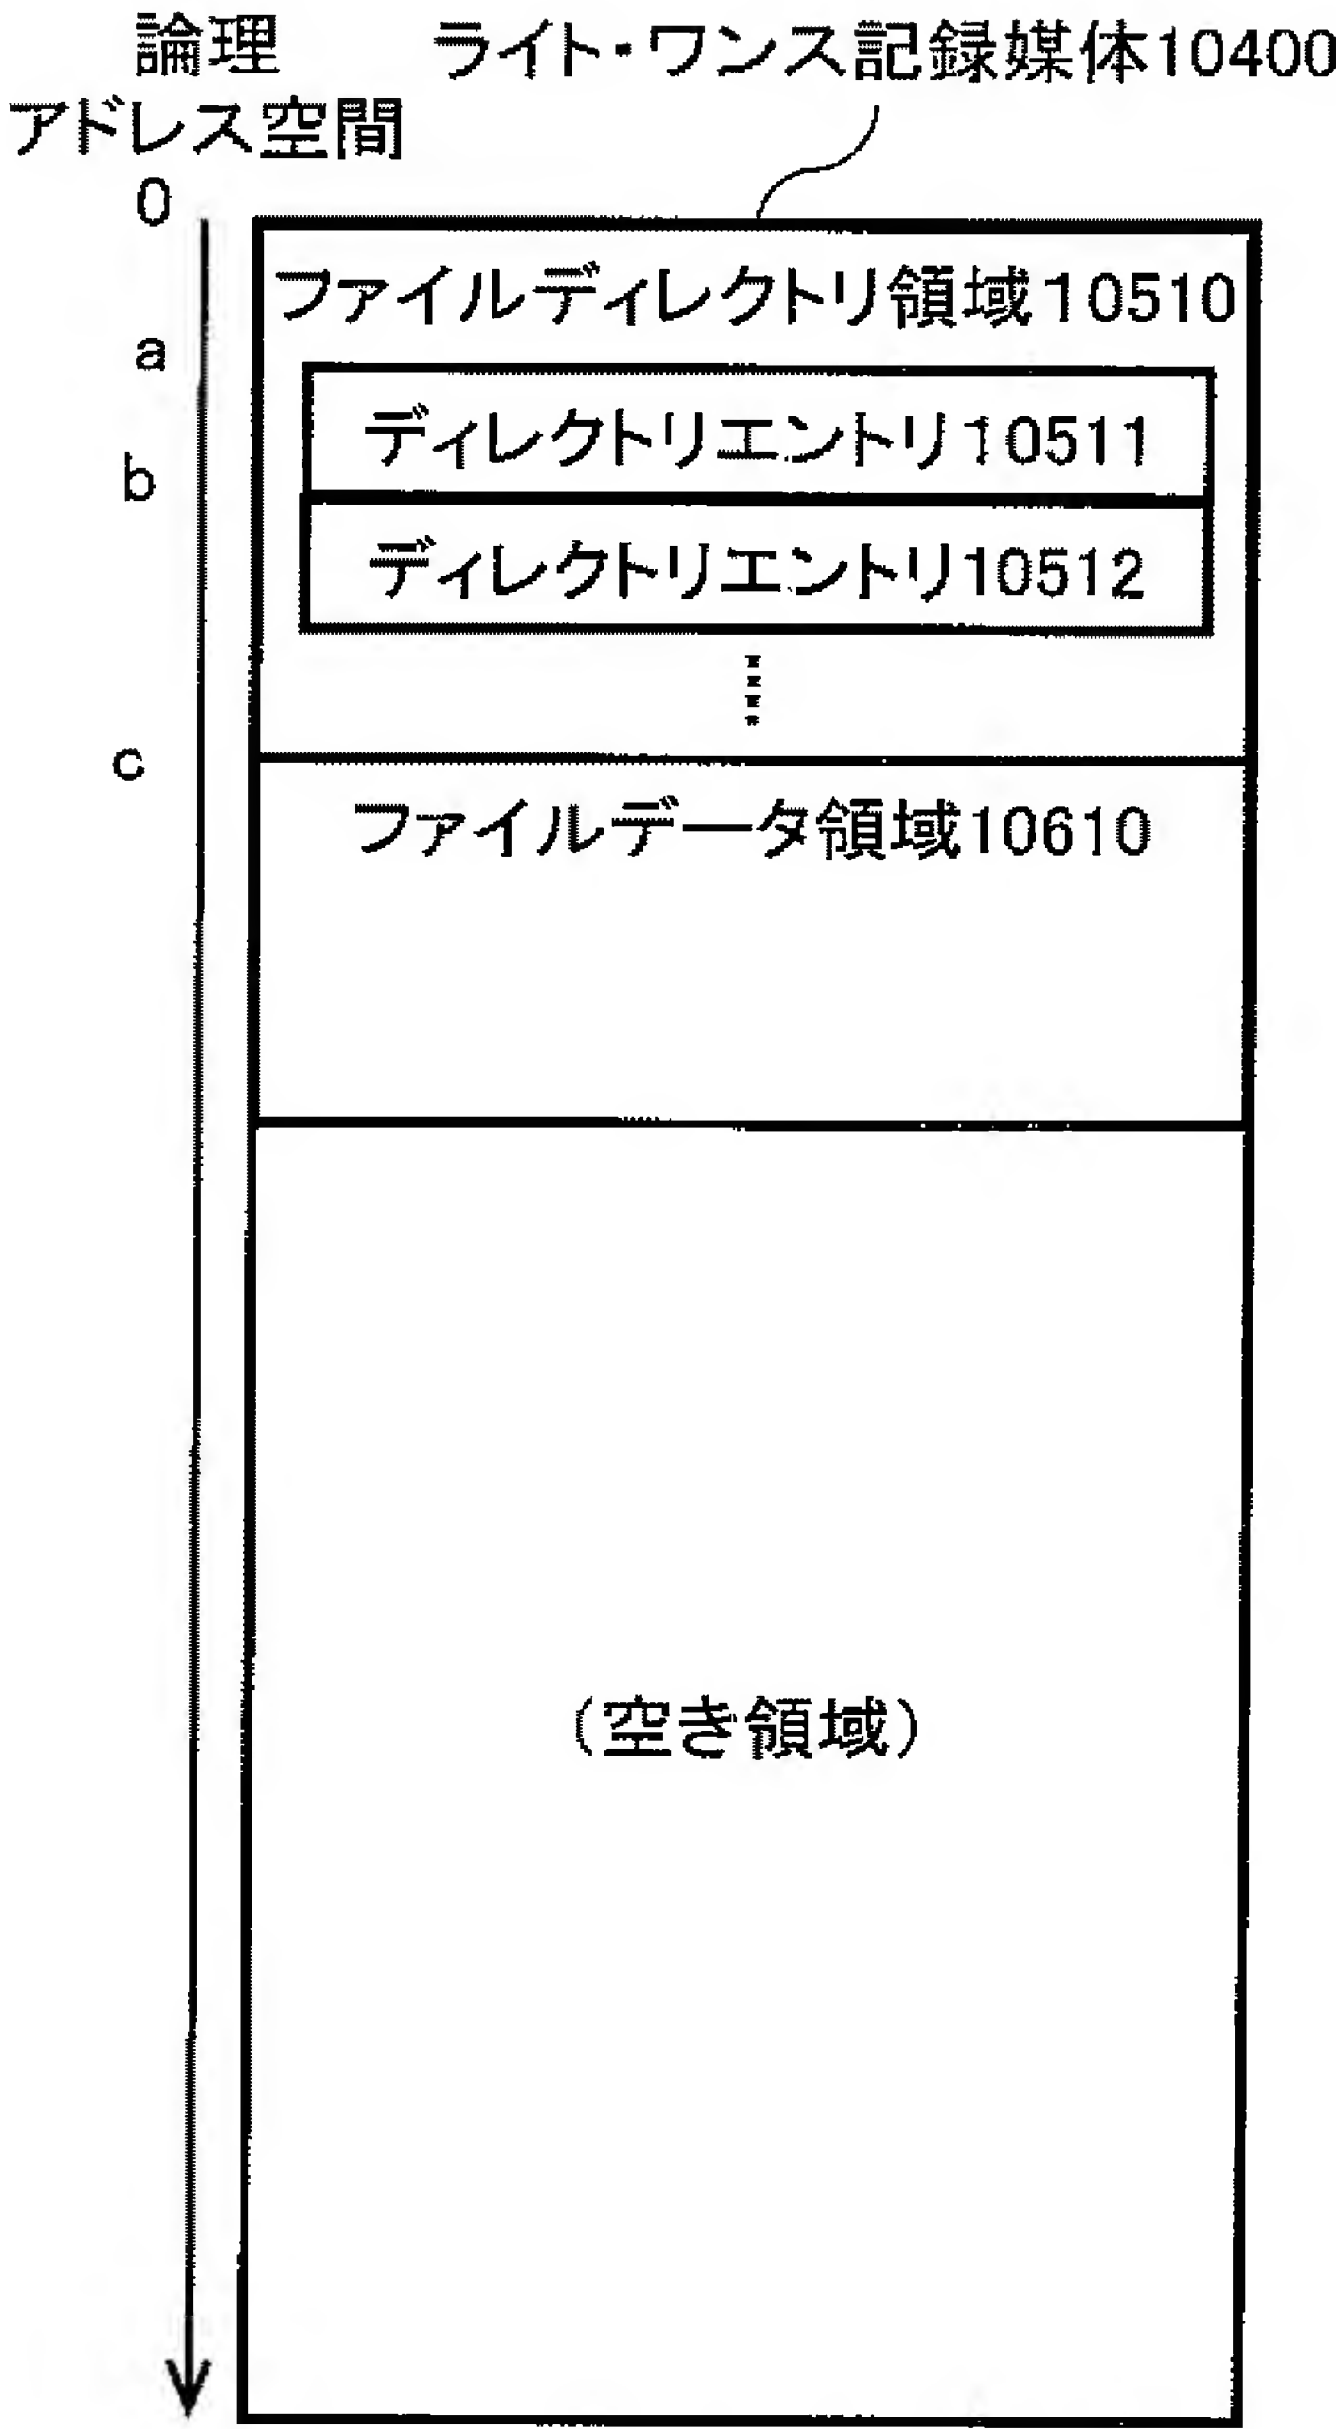 論理
アドレス空間
ライト・ワンス記録媒体10400
0
ファイルディレクトリ領域10510
a
ディレクトリエントリ10511
b
ディレクトリエントリ10512
c
ファイルデータ領域10610
(空き領域)